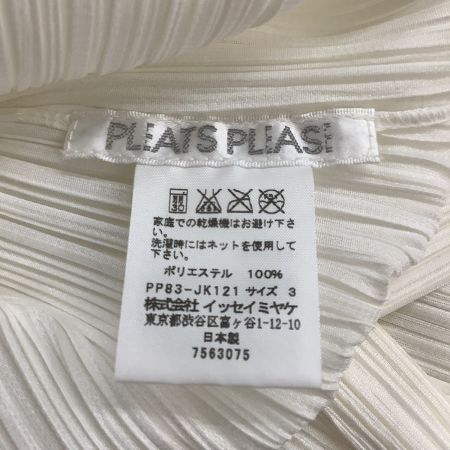 PLEATS PLEASE
30
家庭での乾燥機はお避け下さ
い。
洗濯時にはネットを使用して
下さい。
ポリエステル 100%
PP83-JK121 サイズ 3
株式会社 イッセイミヤケ
東京都渋谷区富ヶ谷1-12-10
日本製
7563075